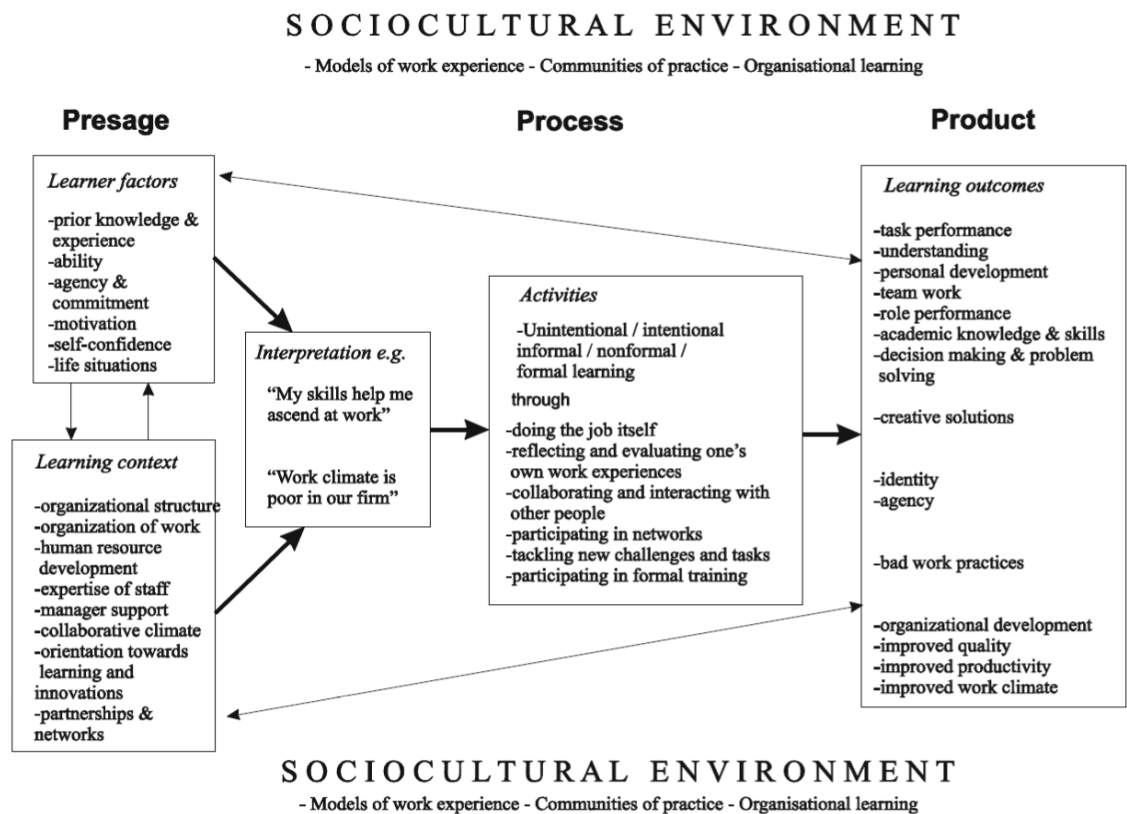 SOCIOCULTURAL ENVIRONMENT
- Models of work experience - Communities of practice - Organisational learning
Presage
Process
Product
Learner factors
-prior knowledge &
experience
-ability
-agency &
commitment
-motivation
-self-confidence
-life situations
Learning context
-organizational structure
-organization of work
-human resource
development
-expertise of staff
-manager support
-collaborative climate
-orientation towards
learning and
innovations
-partnerships &
networks
Interpretation e.g.
“My skills help me
ascend at work”
“Work climate is
poor in our firm”
Activities
-Unintentional / intentional
informal / nonformal /
formal learning
through
-doing the job itself
-reflecting and evaluating one’s
own work experiences
-collaborating and interacting with
other people
-participating in networks
-tackling new challenges and tasks
-participating in formal training
Learning outcomes
-task performance
-understanding
-personal development
-team work
-role performance
-academic knowledge & skills
-decision making & problem
solving
-creative solutions
-identity
-agency
-bad work practices
-organizational development
-improved quality
-improved productivity
-improved work climate
SOCIOCULTURAL ENVIRONMENT
- Models of work experience - Communities of practice - Organisational learning